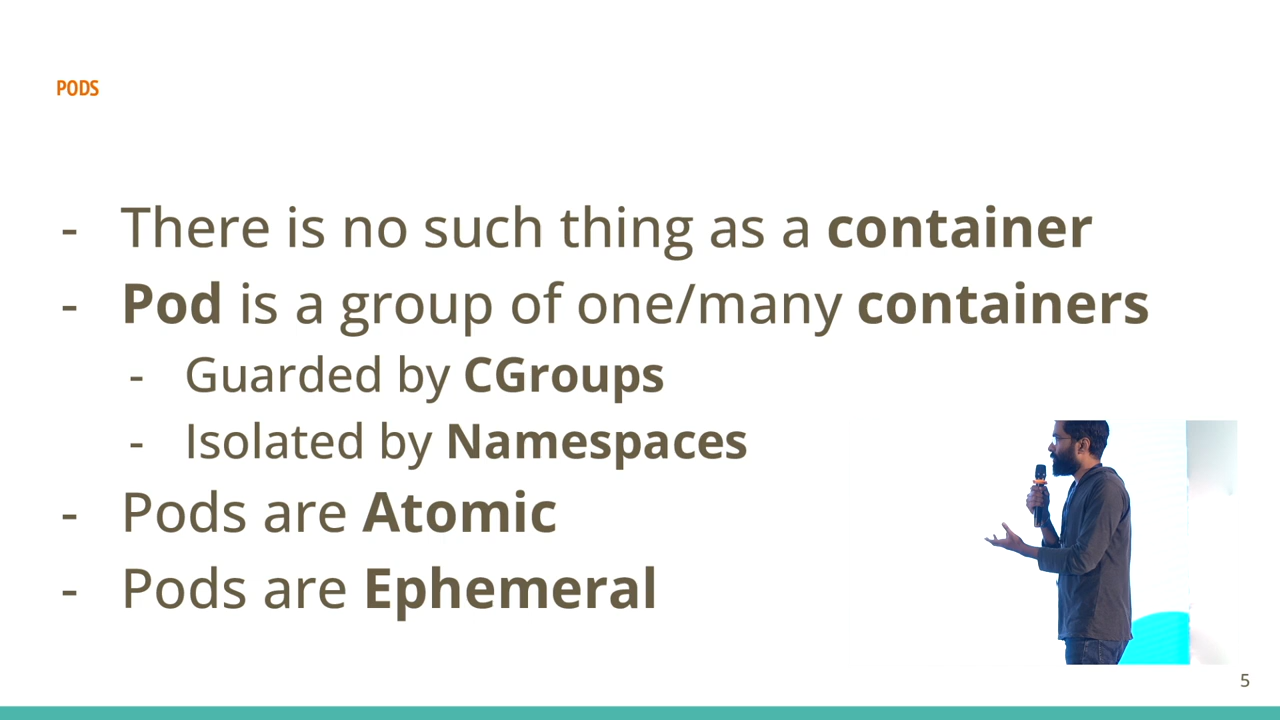 PODS
- There is no such thing as a container
- Pod is a group of one/many containers
- Guarded by CGroups
- Isolated by Namespaces
- Pods are Atomic
- Pods are Ephemeral
5